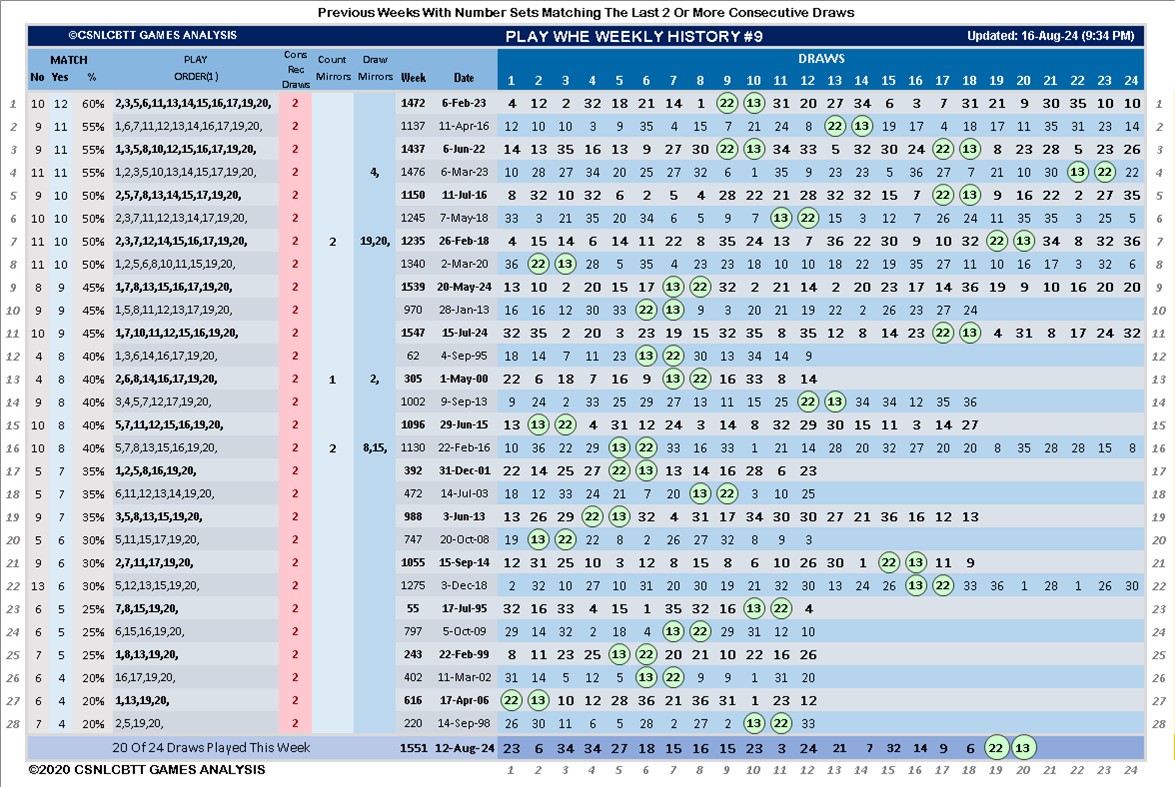 Previous Weeks With Number Sets Matching The Last 2 Or More Consecutive Draws
©CSNLCBTT GAMES ANALYSIS PLAY WHE WEEKLY HISTORY #9 Updated: 16-Aug-24 (9:34 PM)
MATCH PLAY Cons Count Draw DRAWS
No Yes % ORDER(1) Rec Draws Mirrors Mirrors Week Date 1 2 3 4 5 6 7 8 9 10 11 12 13 14 15 16 17 18 19 20 21 22 23 24
1 10 12 60% 2,3,5,6,11,13,14,15,16,17,19,20, 2 1472 6-Feb-23 4 12 2 32 18 21 14 1 22 10 31 20 27 34 6 3 7 31 21 9 30 35 10 10 1
2 9 11 55% 1,6,7,11,12,13,14,16,17,19,20, 2 1137 11-Apr-16 12 10 10 3 9 35 4 15 7 21 24 8 22 13 19 17 4 18 17 11 35 31 23 14 2
3 9 11 55% 1,3,5,8,10,12,15,16,17,19,20, 2 1437 6-Jun-22 14 13 35 16 13 9 27 30 22 13 34 33 5 32 30 24 22 13 8 23 28 5 23 26 3
4 11 11 55% 1,2,3,5,10,13,14,15,17,19,20, 2 4, 1476 6-Mar-23 10 28 27 34 20 25 27 32 6 1 35 9 23 23 5 36 27 7 21 10 30 13 22 22 4
5 9 10 50% 2,5,7,8,13,14,15,17,19,20, 2 1150 11-Jul-16 8 32 10 32 6 2 5 4 28 22 21 28 32 32 15 7 22 13 9 16 22 2 27 35 5
6 10 10 50% 2,3,7,11,12,13,14,17,19,20, 2 1245 7-May-18 33 3 21 35 20 34 6 5 9 7 13 22 15 3 12 7 26 24 11 35 35 3 25 5 6
7 11 10 50% 2,3,7,12,14,15,16,17,19,20, 2 2 19,20, 1235 26-Feb-18 4 15 14 6 14 11 22 8 35 24 13 7 36 22 30 9 10 32 22 13 34 8 32 36 7
8 11 10 50% 1,2,5,6,8,10,11,15,19,20, 2 1340 2-Mar-20 36 22 13 28 5 35 4 23 23 18 10 10 18 22 19 35 27 11 10 16 17 3 32 6 8
9 8 9 45% 1,7,8,13,15,16,17,19,20, 2 1539 20-May-24 13 10 2 20 15 17 13 22 32 2 21 14 2 20 23 17 14 36 19 9 10 16 20 20 9
10 9 9 45% 1,5,8,11,12,13,17,19,20, 2 970 28-Jan-13 16 16 12 30 33 22 13 9 3 20 21 19 22 2 26 23 27 24 10
11 10 9 45% 1,7,10,11,12,15,16,19,20, 2 1547 15-Jul-24 32 35 2 20 3 23 19 15 32 35 8 35 12 8 14 23 22 13 4 31 8 17 24 32 11
12 4 8 40% 1,3,6,14,16,17,19,20, 2 62 4-Sep-95 18 14 7 11 23 13 22 30 13 34 14 9 12
13 4 8 40% 2,6,8,14,16,17,19,20, 2 1 2, 305 1-May-00 22 6 18 7 16 9 13 22 16 33 8 14 13
14 9 8 40% 3,4,5,7,12,17,19,20, 2 1002 9-Sep-13 9 24 2 33 25 29 27 13 11 15 25 22 13 34 34 12 35 36 14
15 10 8 40% 5,7,11,12,15,16,19,20, 2 1096 29-Jun-15 13 13 22 4 31 12 24 3 14 8 32 29 30 15 11 3 14 27 15
16 10 8 40% 5,7,8,13,15,16,19,20, 2 2 8,15, 1130 22-Feb-16 10 36 22 29 13 22 33 16 33 1 21 14 28 20 32 27 20 20 8 35 28 28 15 8 16
17 5 7 35% 1,2,5,8,16,19,20, 2 392 31-Dec-01 22 14 25 27 22 13 13 14 16 28 6 23 17
18 5 7 35% 6,11,12,13,14,19,20, 2 472 14-Jul-03 18 12 33 24 21 7 20 13 22 3 10 25 18
19 9 7 35% 3,5,8,13,15,19,20, 2 988 3-Jun-13 13 26 29 22 13 32 4 31 17 34 30 30 27 21 36 16 12 13 19
20 5 6 30% 5,11,15,17,19,20, 2 747 20-Oct-08 19 13 22 22 8 2 26 27 32 8 9 3 20
21 9 6 30% 2,7,11,17,19,20, 2 1055 15-Sep-14 12 31 25 10 3 12 8 15 8 6 10 26 30 1 22 13 11 9 21
22 13 6 30% 5,12,13,15,19,20, 2 1275 3-Dec-18 2 32 10 27 10 31 20 30 19 21 32 30 13 24 26 13 22 33 36 1 28 1 26 30 22
23 6 5 25% 7,8,15,19,20, 2 55 17-Jul-95 32 16 33 4 15 1 35 32 16 13 22 4 23
24 6 5 25% 6,15,16,19,20, 2 797 5-Oct-09 29 14 32 2 18 4 13 22 29 31 12 10 24
25 7 5 25% 1,8,13,19,20, 2 243 22-Feb-99 8 11 23 25 13 22 20 21 10 22 16 26 25
26 6 4 20% 16,17,19,20, 2 402 11-Mar-02 31 14 5 12 5 13 22 9 9 1 31 20 26
27 6 4 20% 1,13,19,20, 2 616 17-Apr-06 22 13 10 12 28 36 21 36 31 1 23 12 27
28 7 4 20% 2,5,19,20, 2 220 14-Sep-98 26 30 11 6 5 28 2 27 2 13 22 33 28
20 Of 24 Draws Played This Week 1551 12-Aug-24 23 6 34 34 27 18 15 16 15 23 3 24 21 7 32 14 9 6 22 13
©2020 CSNLCBTT GAMES ANALYSIS 1 2 3 4 5 6 7 8 9 10 11 12 13 14 15 16 17 18 19 20 21 22 23 24